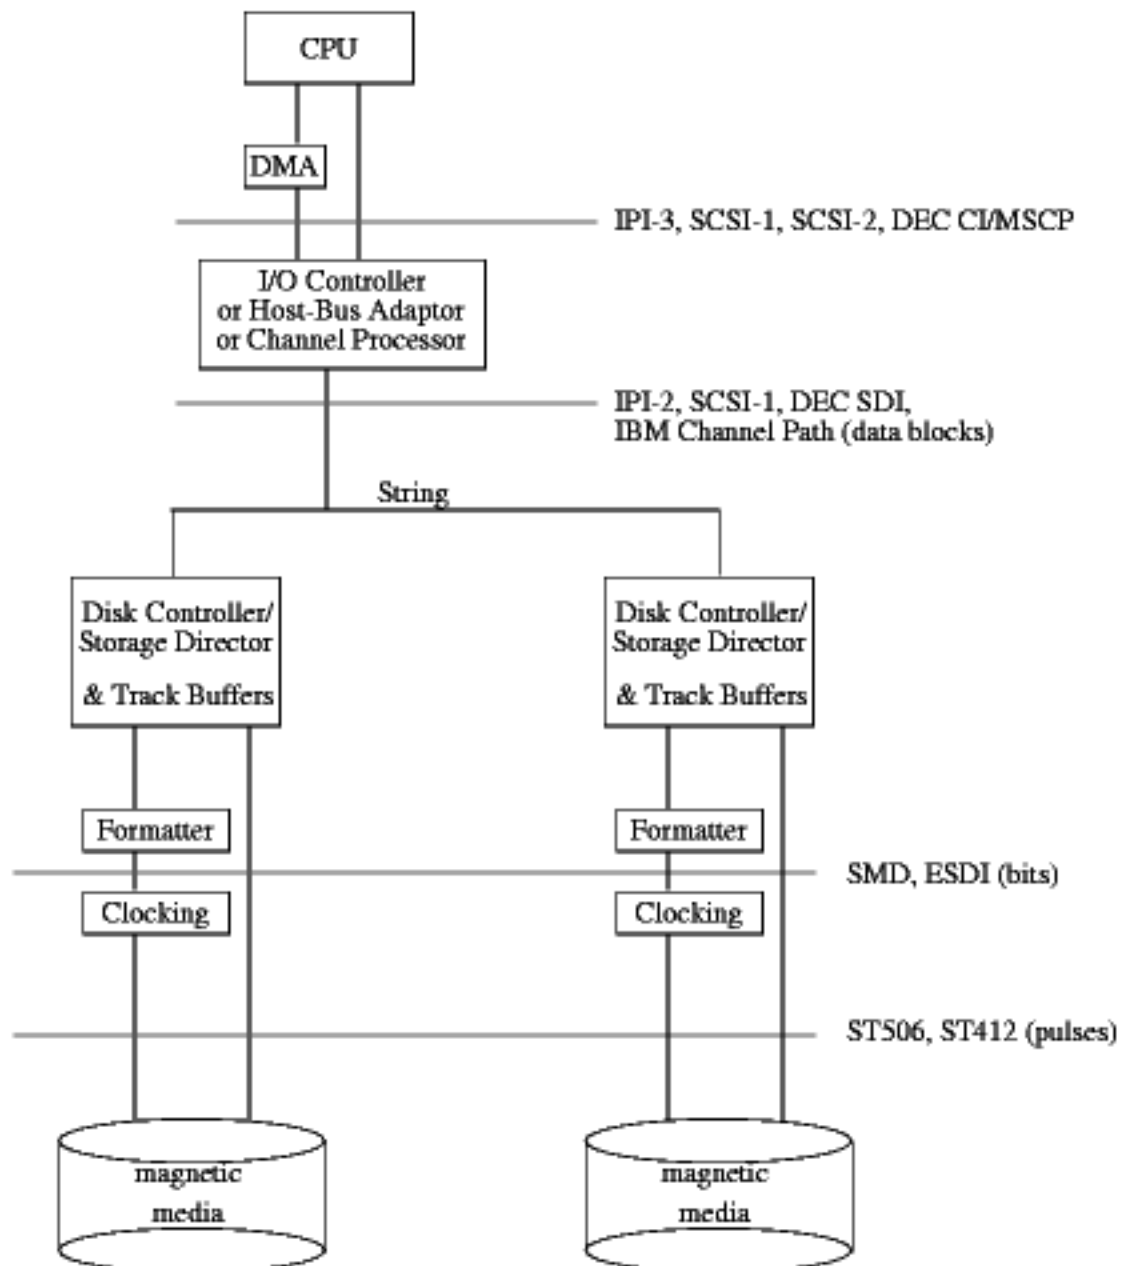 CPU
DMA
IPI-3, SCSI-1, SCSI-2, DEC CI/MSCP
I/O Controller
or Host-Bus Adaptor
or Channel Processor
IPI-2, SCSI-1, DEC SDI,
IBM Channel Path (data blocks)
String
Disk Controller/
Storage Director
& Track Buffers
Disk Controller/
Storage Director
& Track Buffers
Formatter
Formatter
SMD, ESDI (bits)
Clocking
Clocking
ST506, ST412 (pulses)
magnetic
media
magnetic
media